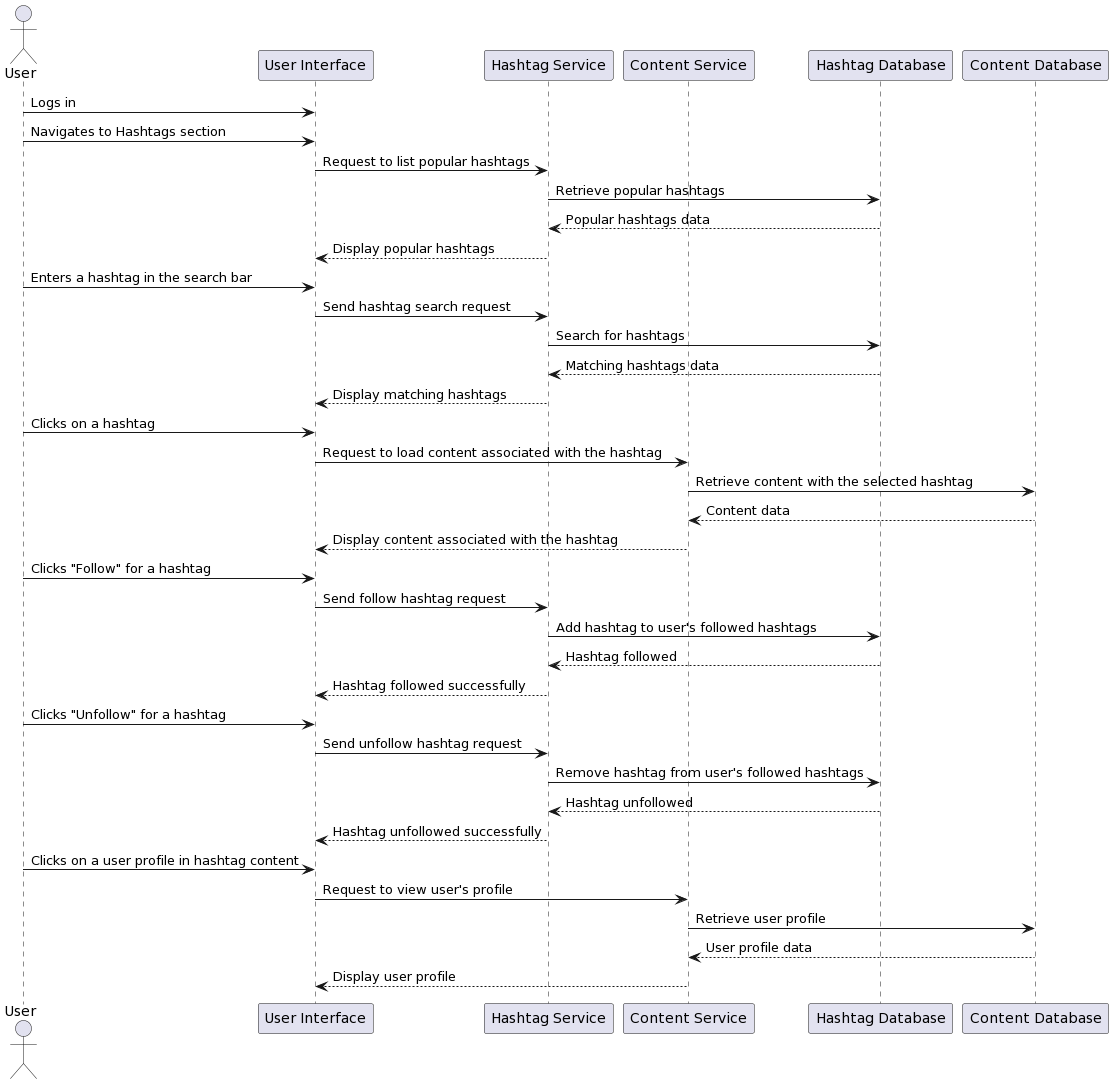 User
User Interface
Hashtag Service
Content Service
Hashtag Database
Content Database
Logs in
Navigates to Hashtags section
Request to list popular hashtags
Retrieve popular hashtags
Popular hashtags data
Display popular hashtags
Enters a hashtag in the search bar
Send hashtag search request
Search for hashtags
Matching hashtags data
Display matching hashtags
Clicks on a hashtag
Request to load content associated with the hashtag
Retrieve content with the selected hashtag
Content data
Display content associated with the hashtag
Clicks "Follow" for a hashtag
Send follow hashtag request
Add hashtag to user's followed hashtags
Hashtag followed
Hashtag followed successfully
Clicks "Unfollow" for a hashtag
Send unfollow hashtag request
Remove hashtag from user's followed hashtags
Hashtag unfollowed
Hashtag unfollowed successfully
Clicks on a user profile in hashtag content
Request to view user's profile
Retrieve user profile
User profile data
Display user profile
User
User Interface
Hashtag Service
Content Service
Hashtag Database
Content Database